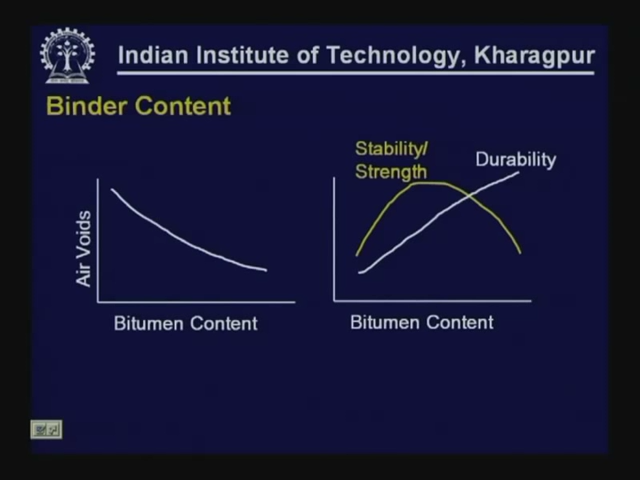 Indian Institute of Technology, Kharagpur
Binder Content
Air Voids
Bitumen Content
Stability/
Strength
Durability
Bitumen Content